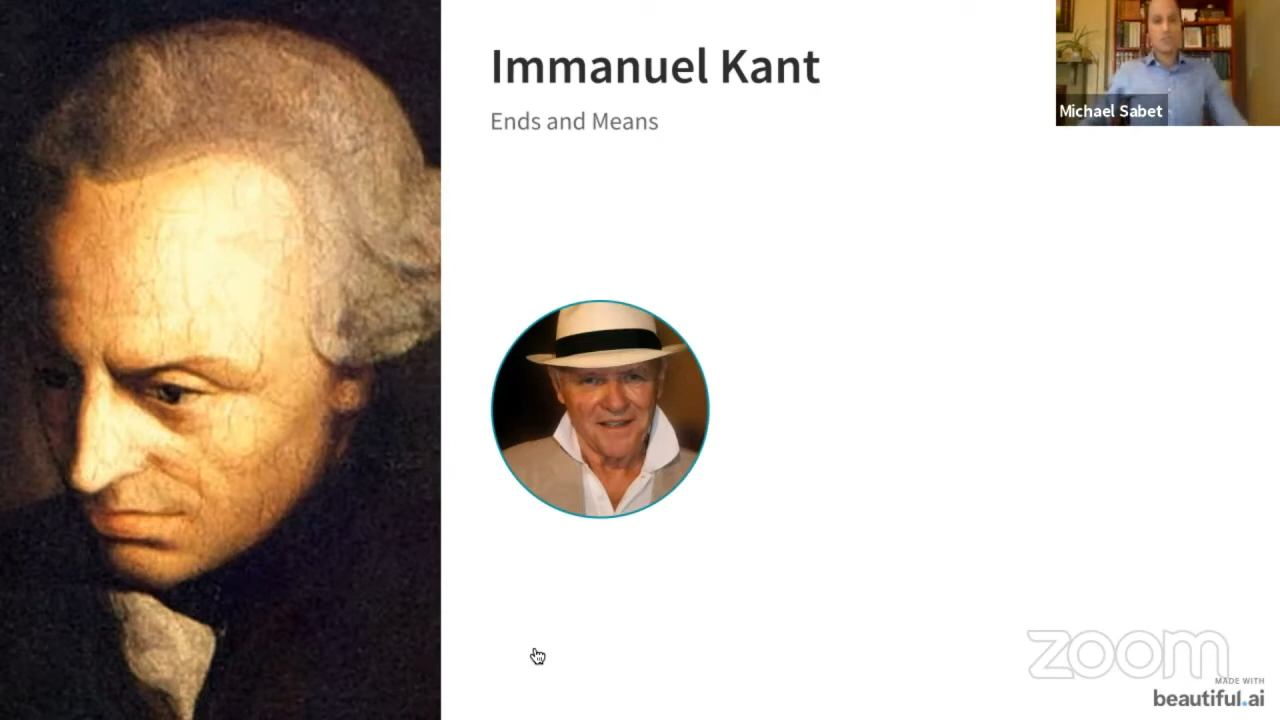 Immanuel Kant
Ends and Means
Michael Sabet
zoom
MADE WITH
beautiful.ai